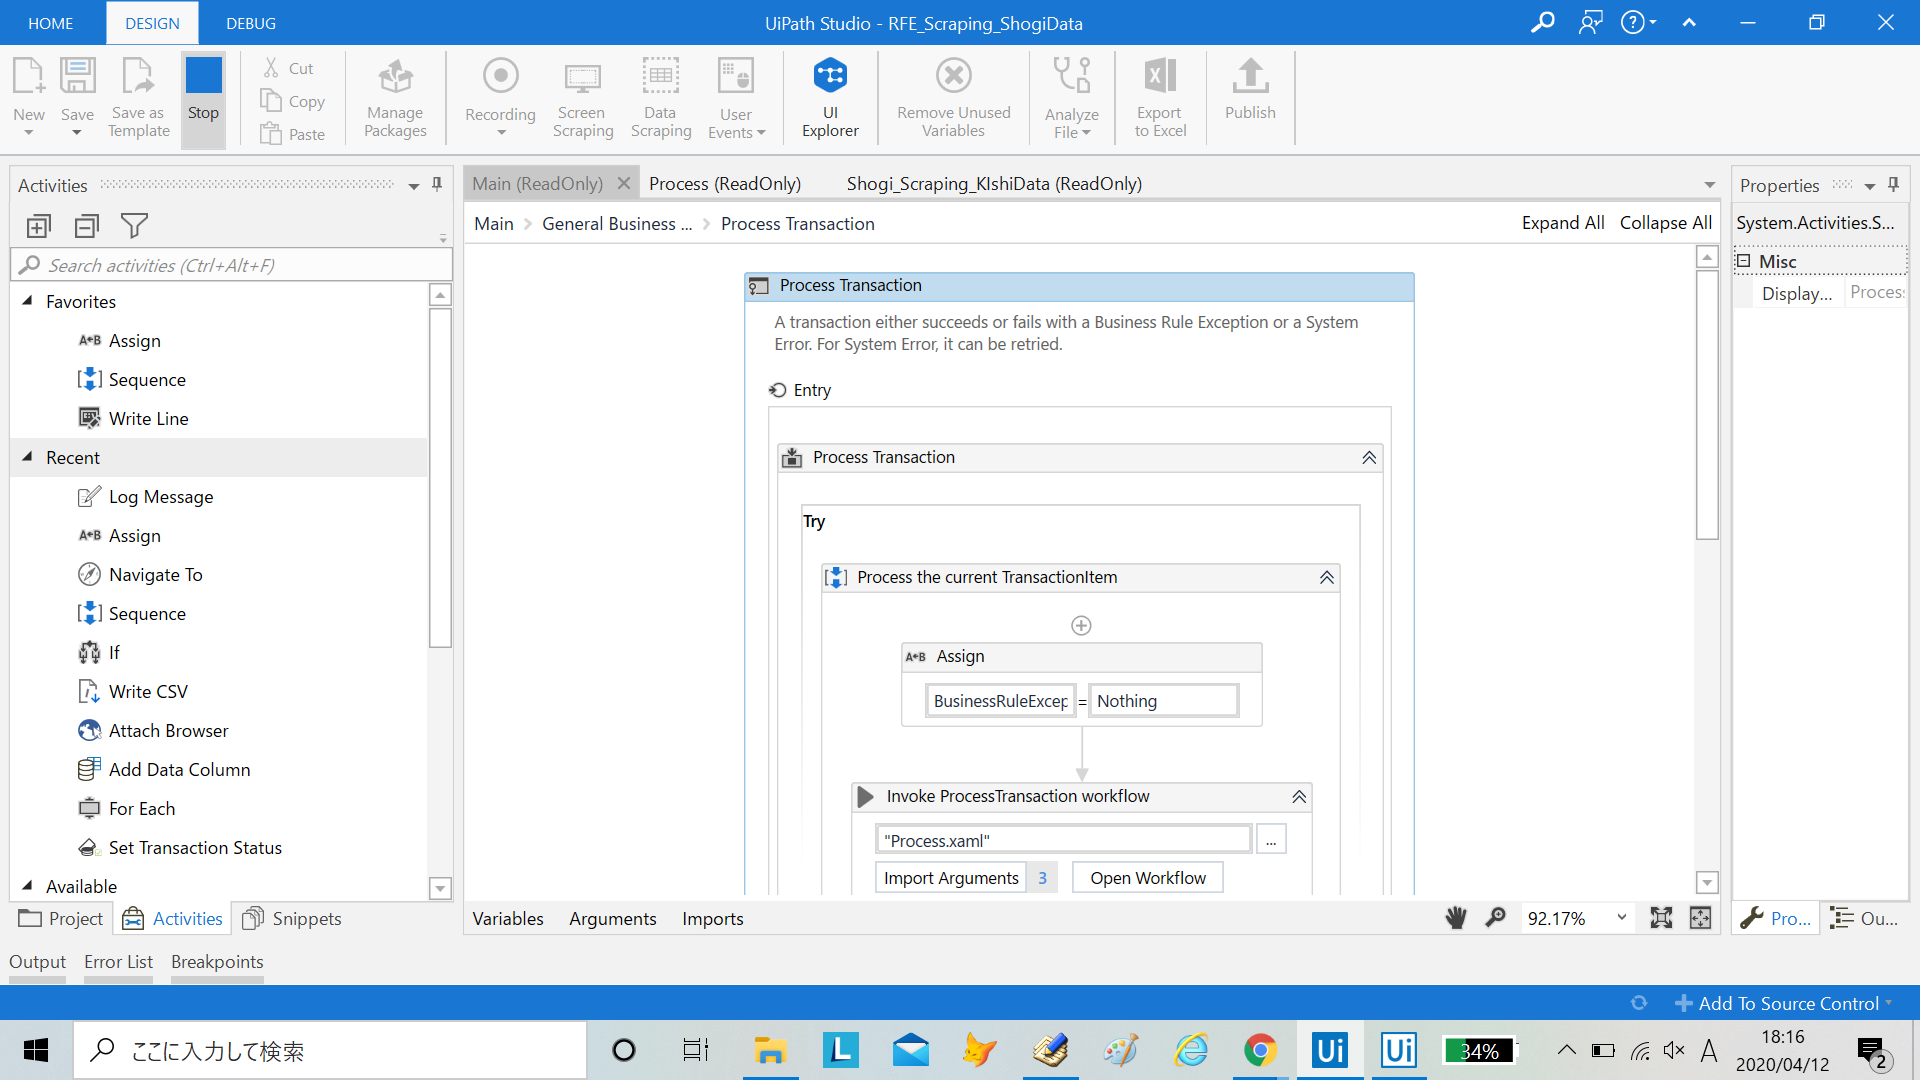 HOME DESIGN DEBUG
UiPath Studio - RFE_Scraping_ShogiData
New Save Save as Template Stop
Cut
Copy
Paste
Manage Packages
Recording
Screen Scraping
Data Scraping
User Events
UI Explorer
Remove Unused Variables
Analyze File
Export to Excel
Publish
Activities
Search activities (Ctrl+Alt+F)
Favorites
A←B Assign
Sequence
Write Line
Recent
Log Message
A←B Assign
Navigate To
Sequence
If
Write CSV
Attach Browser
Add Data Column
For Each
Set Transaction Status
Available
Project Activities Snippets
Main (ReadOnly) Process (ReadOnly) Shogi_Scraping_KIshiData (ReadOnly)
Main General Business ... Process Transaction
Expand All Collapse All
Process Transaction
A transaction either succeeds or fails with a Business Rule Exception or a System
Error. For System Error, it can be retried.
Entry
Process Transaction
Try
Process the current TransactionItem
A←B Assign
BusinessRuleExcep = Nothing
Invoke ProcessTransaction workflow
"Process.xaml" ...
Import Arguments 3 Open Workflow
Variables Arguments Imports
92.17%
Properties
System.Activities.S...
Misc
Display... Proces
Pro... Ou...
Output Error List Breakpoints
Add To Source Control
ここに入力して検索
L
Ui
Ui
34%
A
18:16
2020/04/12
2